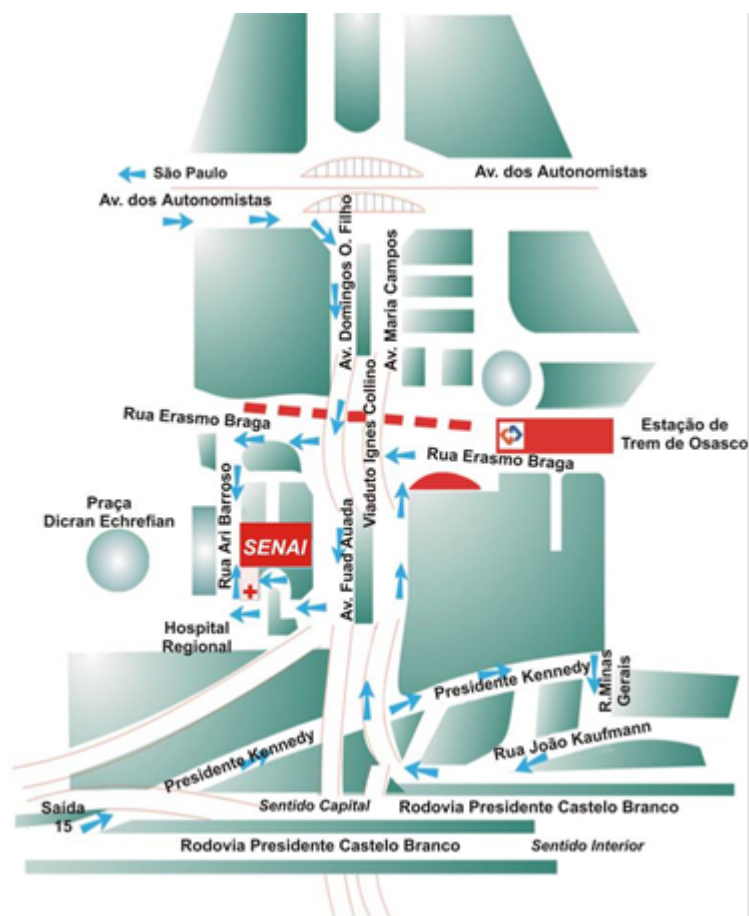 São Paulo
Av. dos Autonomistas
Av. dos Autonomistas
Av. Domingos O. Filho
Av. Maria Campos
Viaduto Ignes Collino
Rua Erasmo Braga
Estação de
Trem de Osasco
Rua Erasmo Braga
Praça
Dicran Echrefian
Rua Ari Barroso
SENAI
Av. Fuad Auada
Hospital
Regional
Presidente Kennedy
R.Minas
Gerais
Presidente Kennedy
Rua João Kaufmann
Saída
15
Sentido Capital
Rodovia Presidente Castelo Branco
Rodovia Presidente Castelo Branco
Sentido Interior